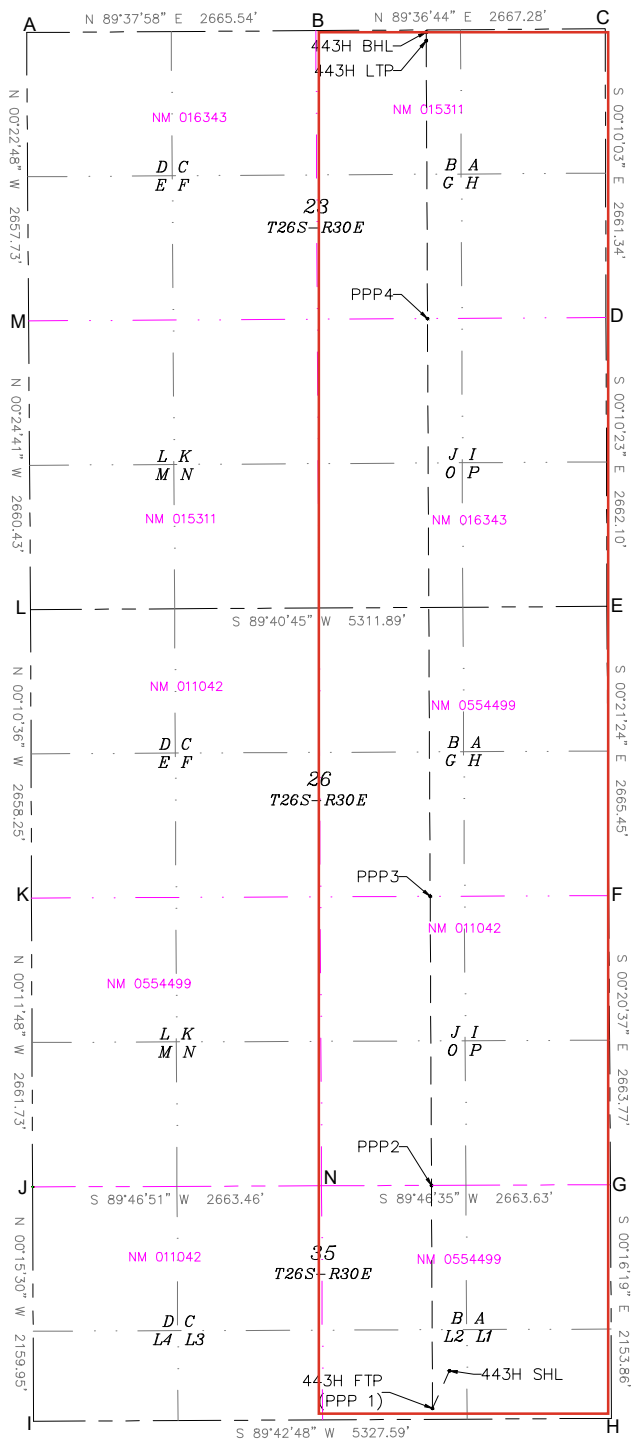 N 89°37'58" E 2665.54'
N 89°36'44" E 2667.28'
A
B
C
443H BHL
443H LTP
NM 016343
NM 015311
N 00°22'48" W 2657.73'
S 00°10'03" E 2661.34'
D C
E F
B A
G H
23
T26S-R30E
PPP4
M
D
N 00°24'41" W 2660.43'
S 00°10'23" E 2662.10'
L K
M N
J I
O P
NM 015311
NM 016343
L
E
S 89°40'45" W 5311.89'
N 00°10'36" W 2658.25'
S 00°21'24" E 2665.45'
NM 011042
NM 0554499
D C
E F
B A
G H
26
T26S-R30E
PPP3
K
F
NM 011042
NM 0554499
N 00°11'48" W 2661.73'
S 00°20'37" E 2663.77'
L K
M N
J I
O P
PPP2
J
N
G
S 89°46'51" W 2663.46'
S 89°46'35" W 2663.63'
N 00°15'30" W 2159.95'
S 00°16'19" E 2153.86'
35
T26S-R30E
NM 011042
NM 0554499
D C
L4 L3
B A
L2 L1
443H FTP
(PPP 1)
443H SHL
I
H
S 89°42'48" W 5327.59'